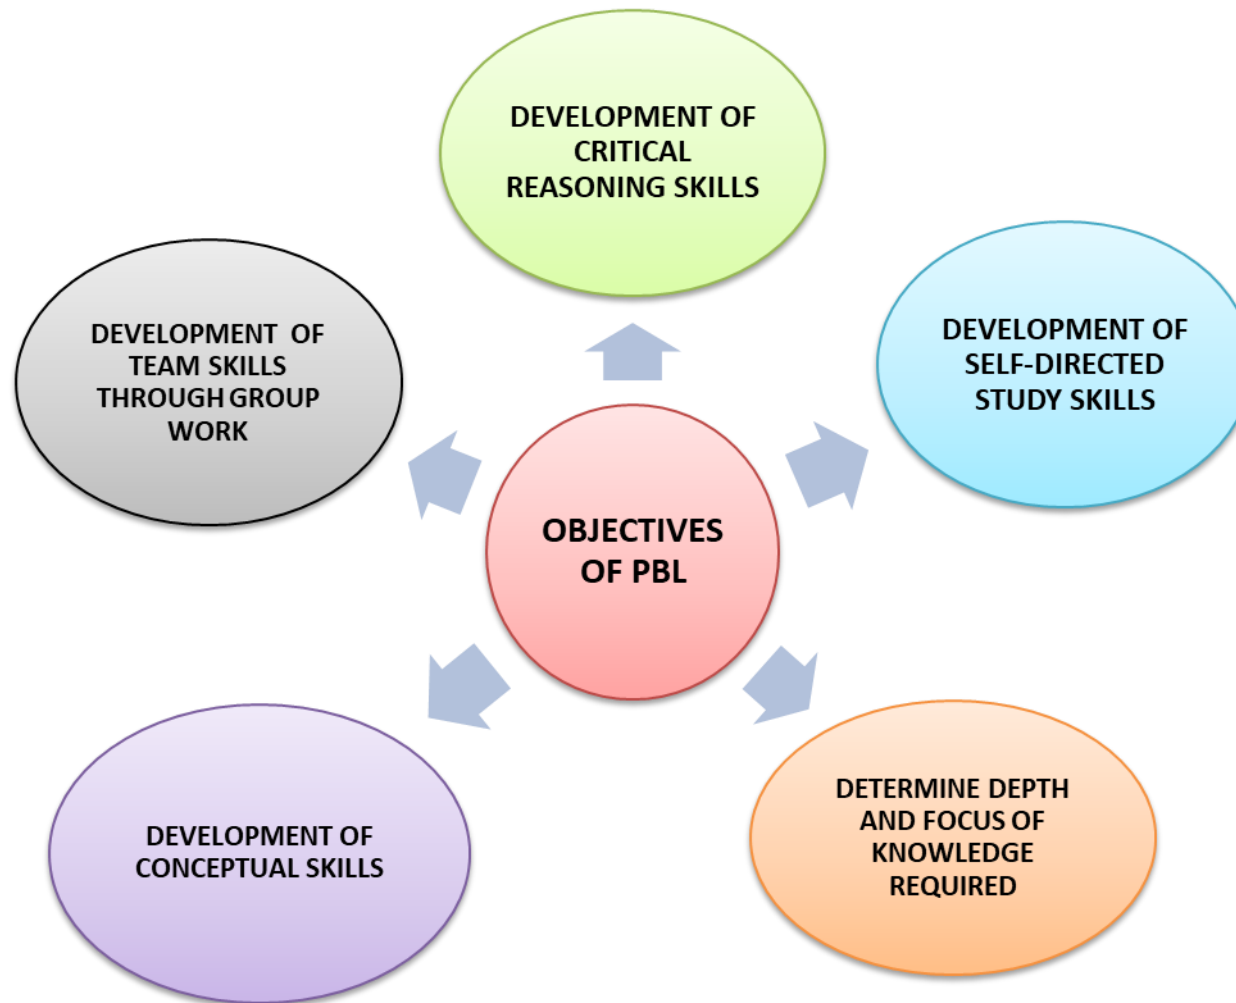 DEVELOPMENT OF
CRITICAL
REASONING SKILLS
DEVELOPMENT OF
SELF-DIRECTED
STUDY SKILLS
DETERMINE DEPTH
AND FOCUS OF
KNOWLEDGE
REQUIRED
DEVELOPMENT OF
CONCEPTUAL SKILLS
DEVELOPMENT OF
TEAM SKILLS
THROUGH GROUP
WORK
OBJECTIVES
OF PBL